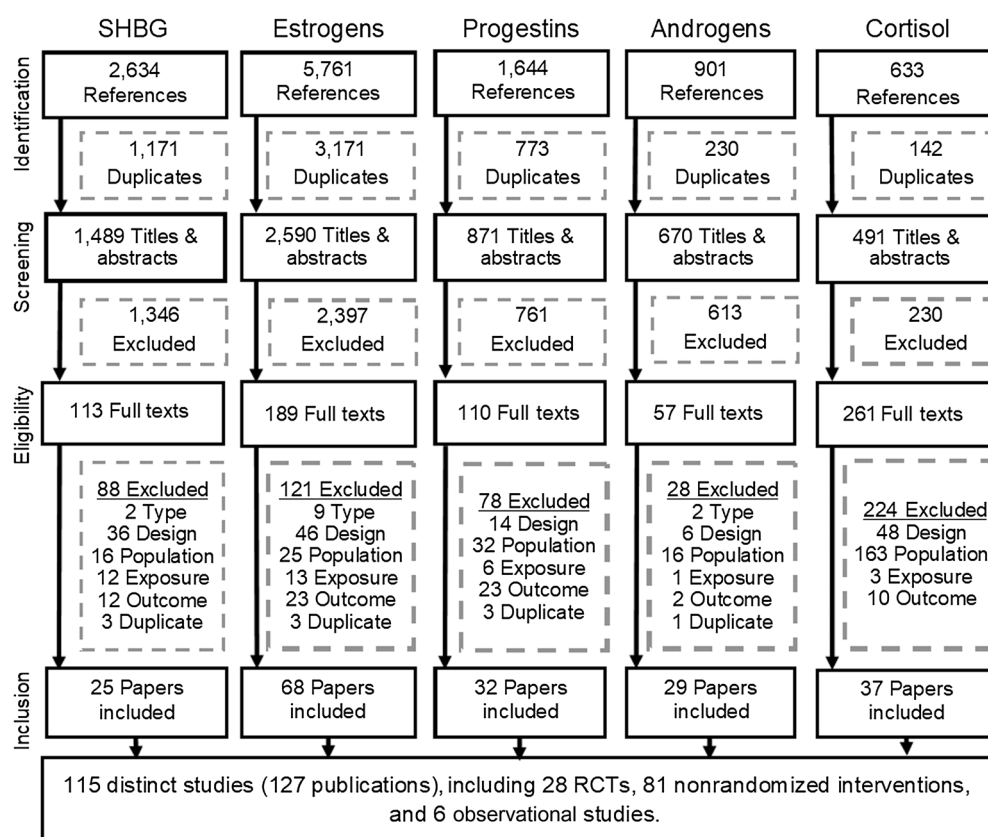 SHBG
Estrogens
Progestins
Androgens
Cortisol
Identification
2,634
References
5,761
References
1,644
References
901
References
633
References
1,171
Duplicates
3,171
Duplicates
773
Duplicates
230
Duplicates
142
Duplicates
Screening
1,489 Titles &
abstracts
2,590 Titles &
abstracts
871 Titles &
abstracts
670 Titles &
abstracts
491 Titles &
abstracts
1,346
Excluded
2,397
Excluded
761
Excluded
613
Excluded
230
Excluded
Eligibility
113 Full texts
189 Full texts
110 Full texts
57 Full texts
261 Full texts
88 Excluded
2 Type
36 Design
16 Population
12 Exposure
12 Outcome
3 Duplicate
121 Excluded
9 Type
46 Design
25 Population
13 Exposure
23 Outcome
3 Duplicate
78 Excluded
14 Design
32 Population
6 Exposure
23 Outcome
3 Duplicate
28 Excluded
2 Type
6 Design
16 Population
1 Exposure
2 Outcome
1 Duplicate
224 Excluded
48 Design
163 Population
3 Exposure
10 Outcome
Inclusion
25 Papers
included
68 Papers
included
32 Papers
included
29 Papers
included
37 Papers
included
115 distinct studies (127 publications), including 28 RCTs, 81 nonrandomized interventions,
and 6 observational studies.